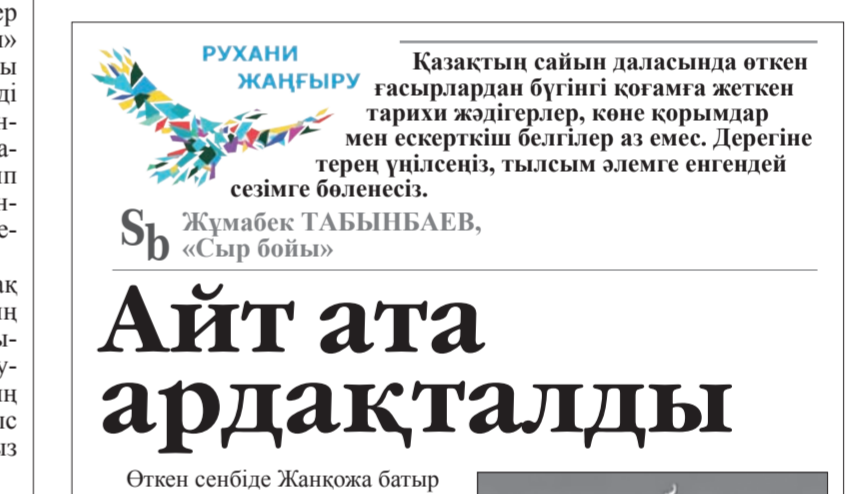 РУХАНИ
ЖАҢҒЫРУ
Қазақтың сайын даласында өткен
ғасырлардан бүгінгі қоғамға жеткен
тарихи жәдігерлер, көне қорымдар
мен ескерткіш белгілер аз емес. Дерегіне
терең үңілсеңіз, тылсым әлемге енгендей
сезімге бөленесіз.
Sb
Жұмабек ТАБЫНБАЕВ,
«Сыр бойы»
Айт ата
ардақталды
Өткен сенбіде Жанқожа батыр